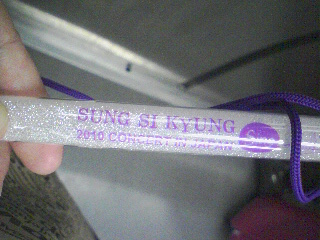 SUNG SI KYUNG
2010 CONCERT IN JAPAN